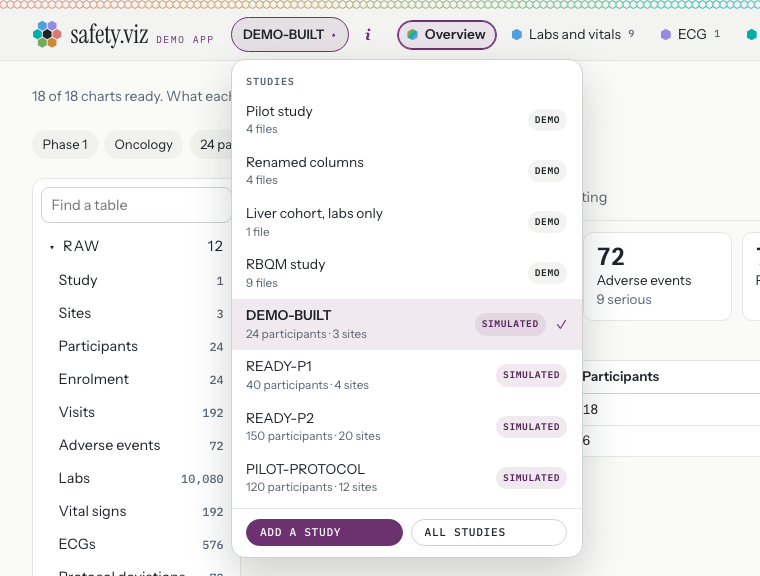 safety.viz DEMO APP
DEMO-BUILT
i
Overview
Labs and vitals 9
ECG 1
18 of 18 charts ready. What each
Phase 1
Oncology
24 pa
Find a table
RAW 12
Study 1
Sites 3
Participants 24
Enrolment 24
Visits 192
Adverse events 72
Labs 10,080
Vital signs 192
ECGs 576
Protocol deviations 72
STUDIES
Pilot study
4 files
DEMO
Renamed columns
4 files
DEMO
Liver cohort, labs only
1 file
DEMO
RBQM study
9 files
DEMO
DEMO-BUILT
24 participants · 3 sites
SIMULATED
READY-P1
40 participants · 4 sites
SIMULATED
READY-P2
150 participants · 20 sites
SIMULATED
PILOT-PROTOCOL
120 participants · 12 sites
SIMULATED
ADD A STUDY
ALL STUDIES
ting
72
Adverse events
9 serious
Participants
18
6